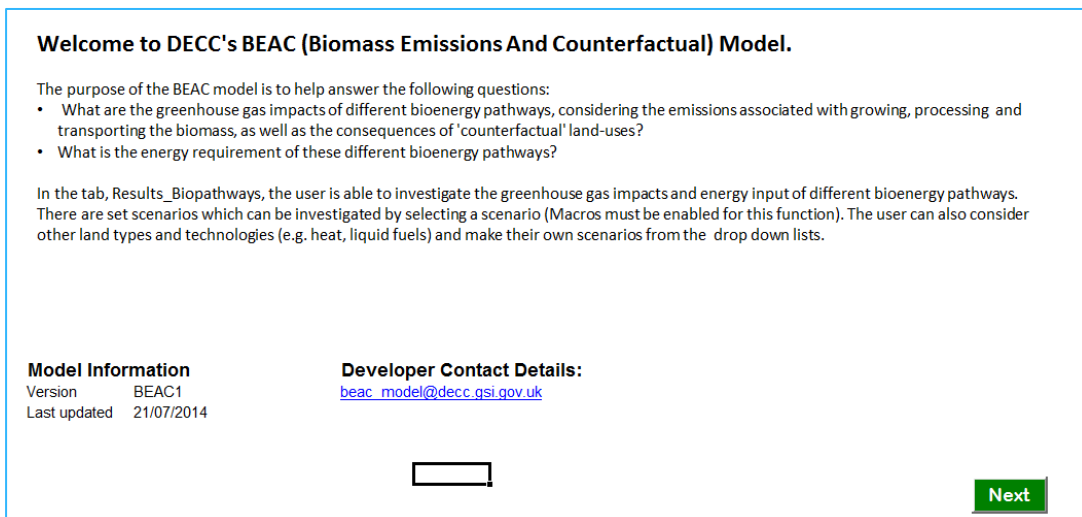 Welcome to DECC's BEAC (Biomass Emissions And Counterfactual) Model.
The purpose of the BEAC model is to help answer the following questions:
• What are the greenhouse gas impacts of different bioenergy pathways, considering the emissions associated with growing, processing and
transporting the biomass, as well as the consequences of 'counterfactual' land-uses?
• What is the energy requirement of these different bioenergy pathways?
In the tab, Results_Biopathways, the user is able to investigate the greenhouse gas impacts and energy input of different bioenergy pathways.
There are set scenarios which can be investigated by selecting a scenario (Macros must be enabled for this function). The user can also consider
other land types and technologies (e.g. heat, liquid fuels) and make their own scenarios from the drop down lists.
Model Information
Version BEAC1
Last updated 21/07/2014
Developer Contact Details:
beac_model@decc.gsi.gov.uk
Next